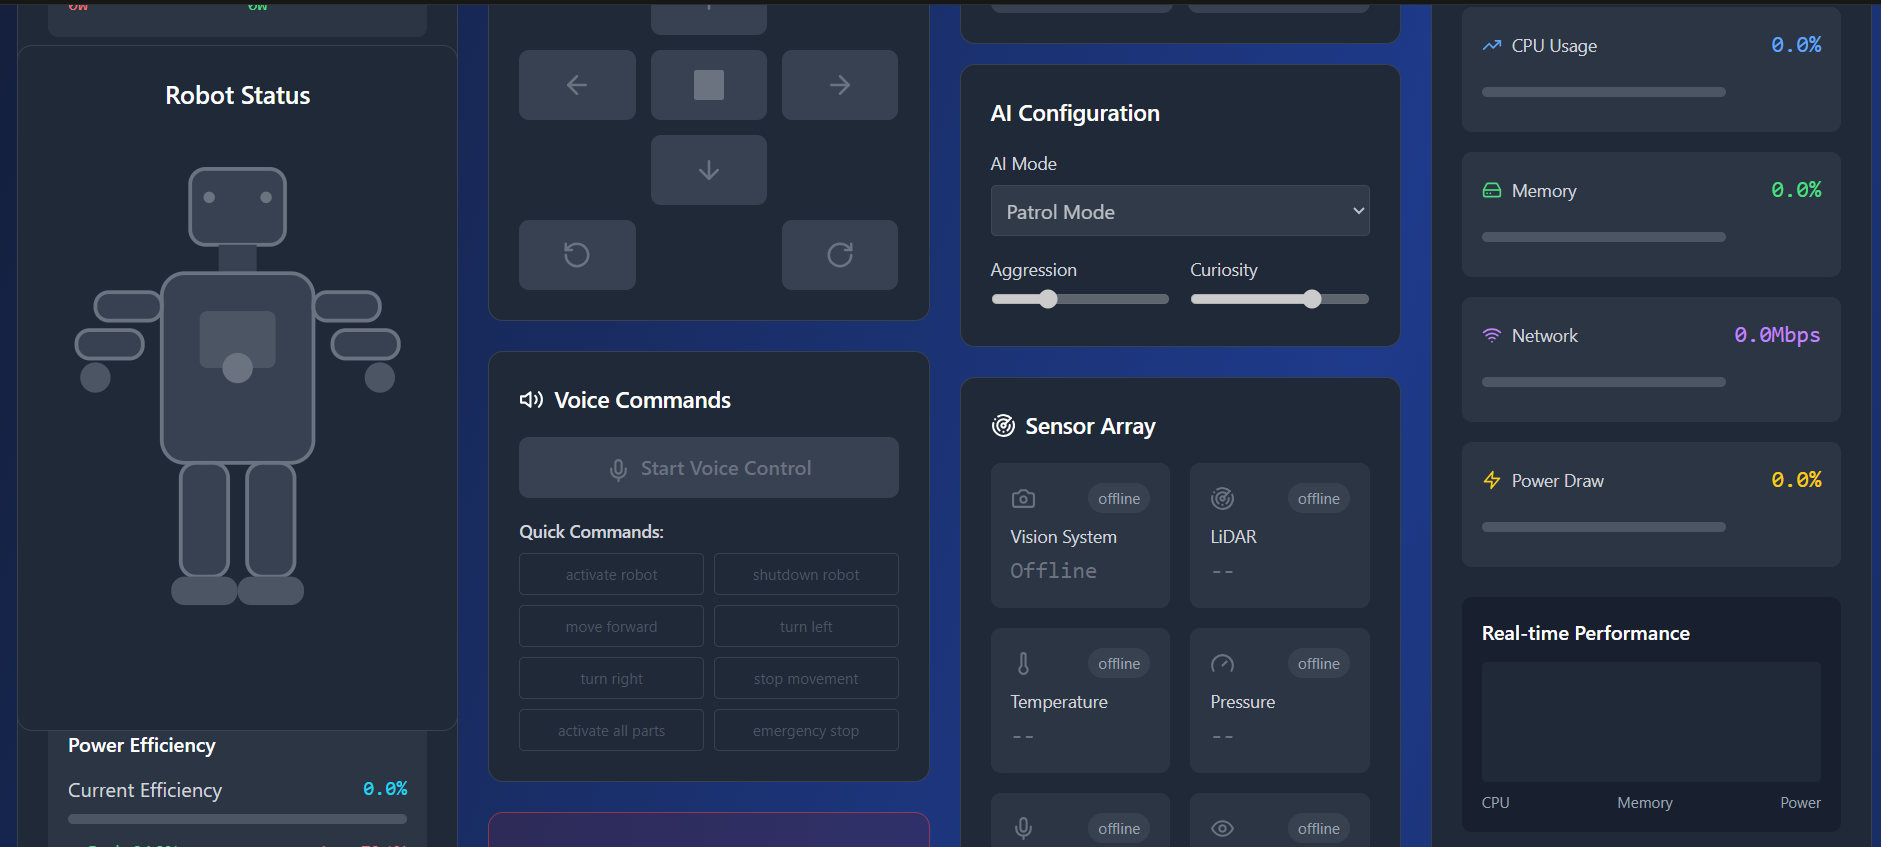 0W 0W
Robot Status
Power Efficiency
Current Efficiency 0.0%
Voice Commands
Start Voice Control
Quick Commands:
activate robot shutdown robot
move forward turn left
turn right stop movement
activate all parts emergency stop
AI Configuration
AI Mode
Patrol Mode
Aggression Curiosity
Sensor Array
offline offline
Vision System LiDAR
Offline --
offline offline
Temperature Pressure
-- --
offline offline
CPU Usage 0.0%
Memory 0.0%
Network 0.0Mbps
Power Draw 0.0%
Real-time Performance
CPU Memory Power